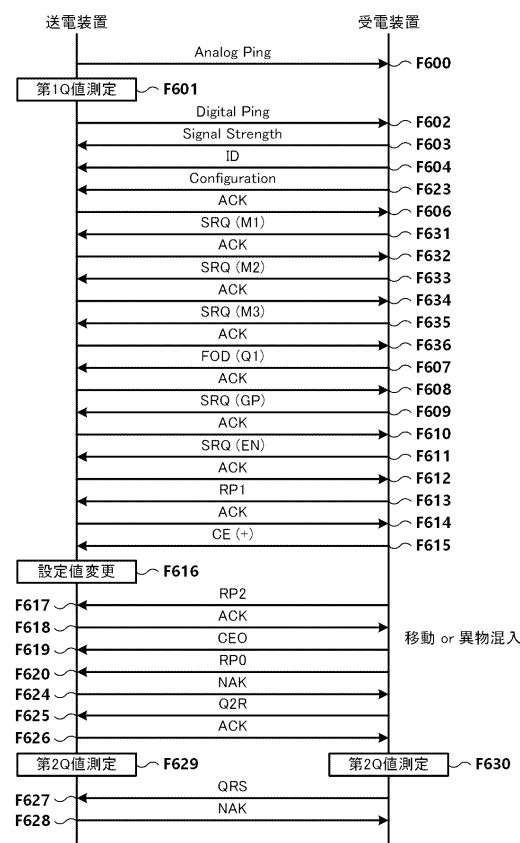 送電装置 受電装置
Analog Ping F600
第1Q値測定 F601
Digital Ping F602
Signal Strength F603
ID F604
Configuration F623
ACK F606
SRQ (M1) F631
ACK F632
SRQ (M2) F633
ACK F634
SRQ (M3) F635
ACK F636
FOD (Q1) F607
ACK F608
SRQ (GP) F609
ACK F610
SRQ (EN) F611
ACK F612
RP1 F613
ACK F614
CE (+) F615
設定値変更 F616
F617 RP2
F618 ACK
移動 or 異物混入
F619 CE0
F620 RP0
F624 NAK
F625 Q2R
F626 ACK
第2Q値測定 F629 第2Q値測定 F630
F627 QRS
F628 NAK